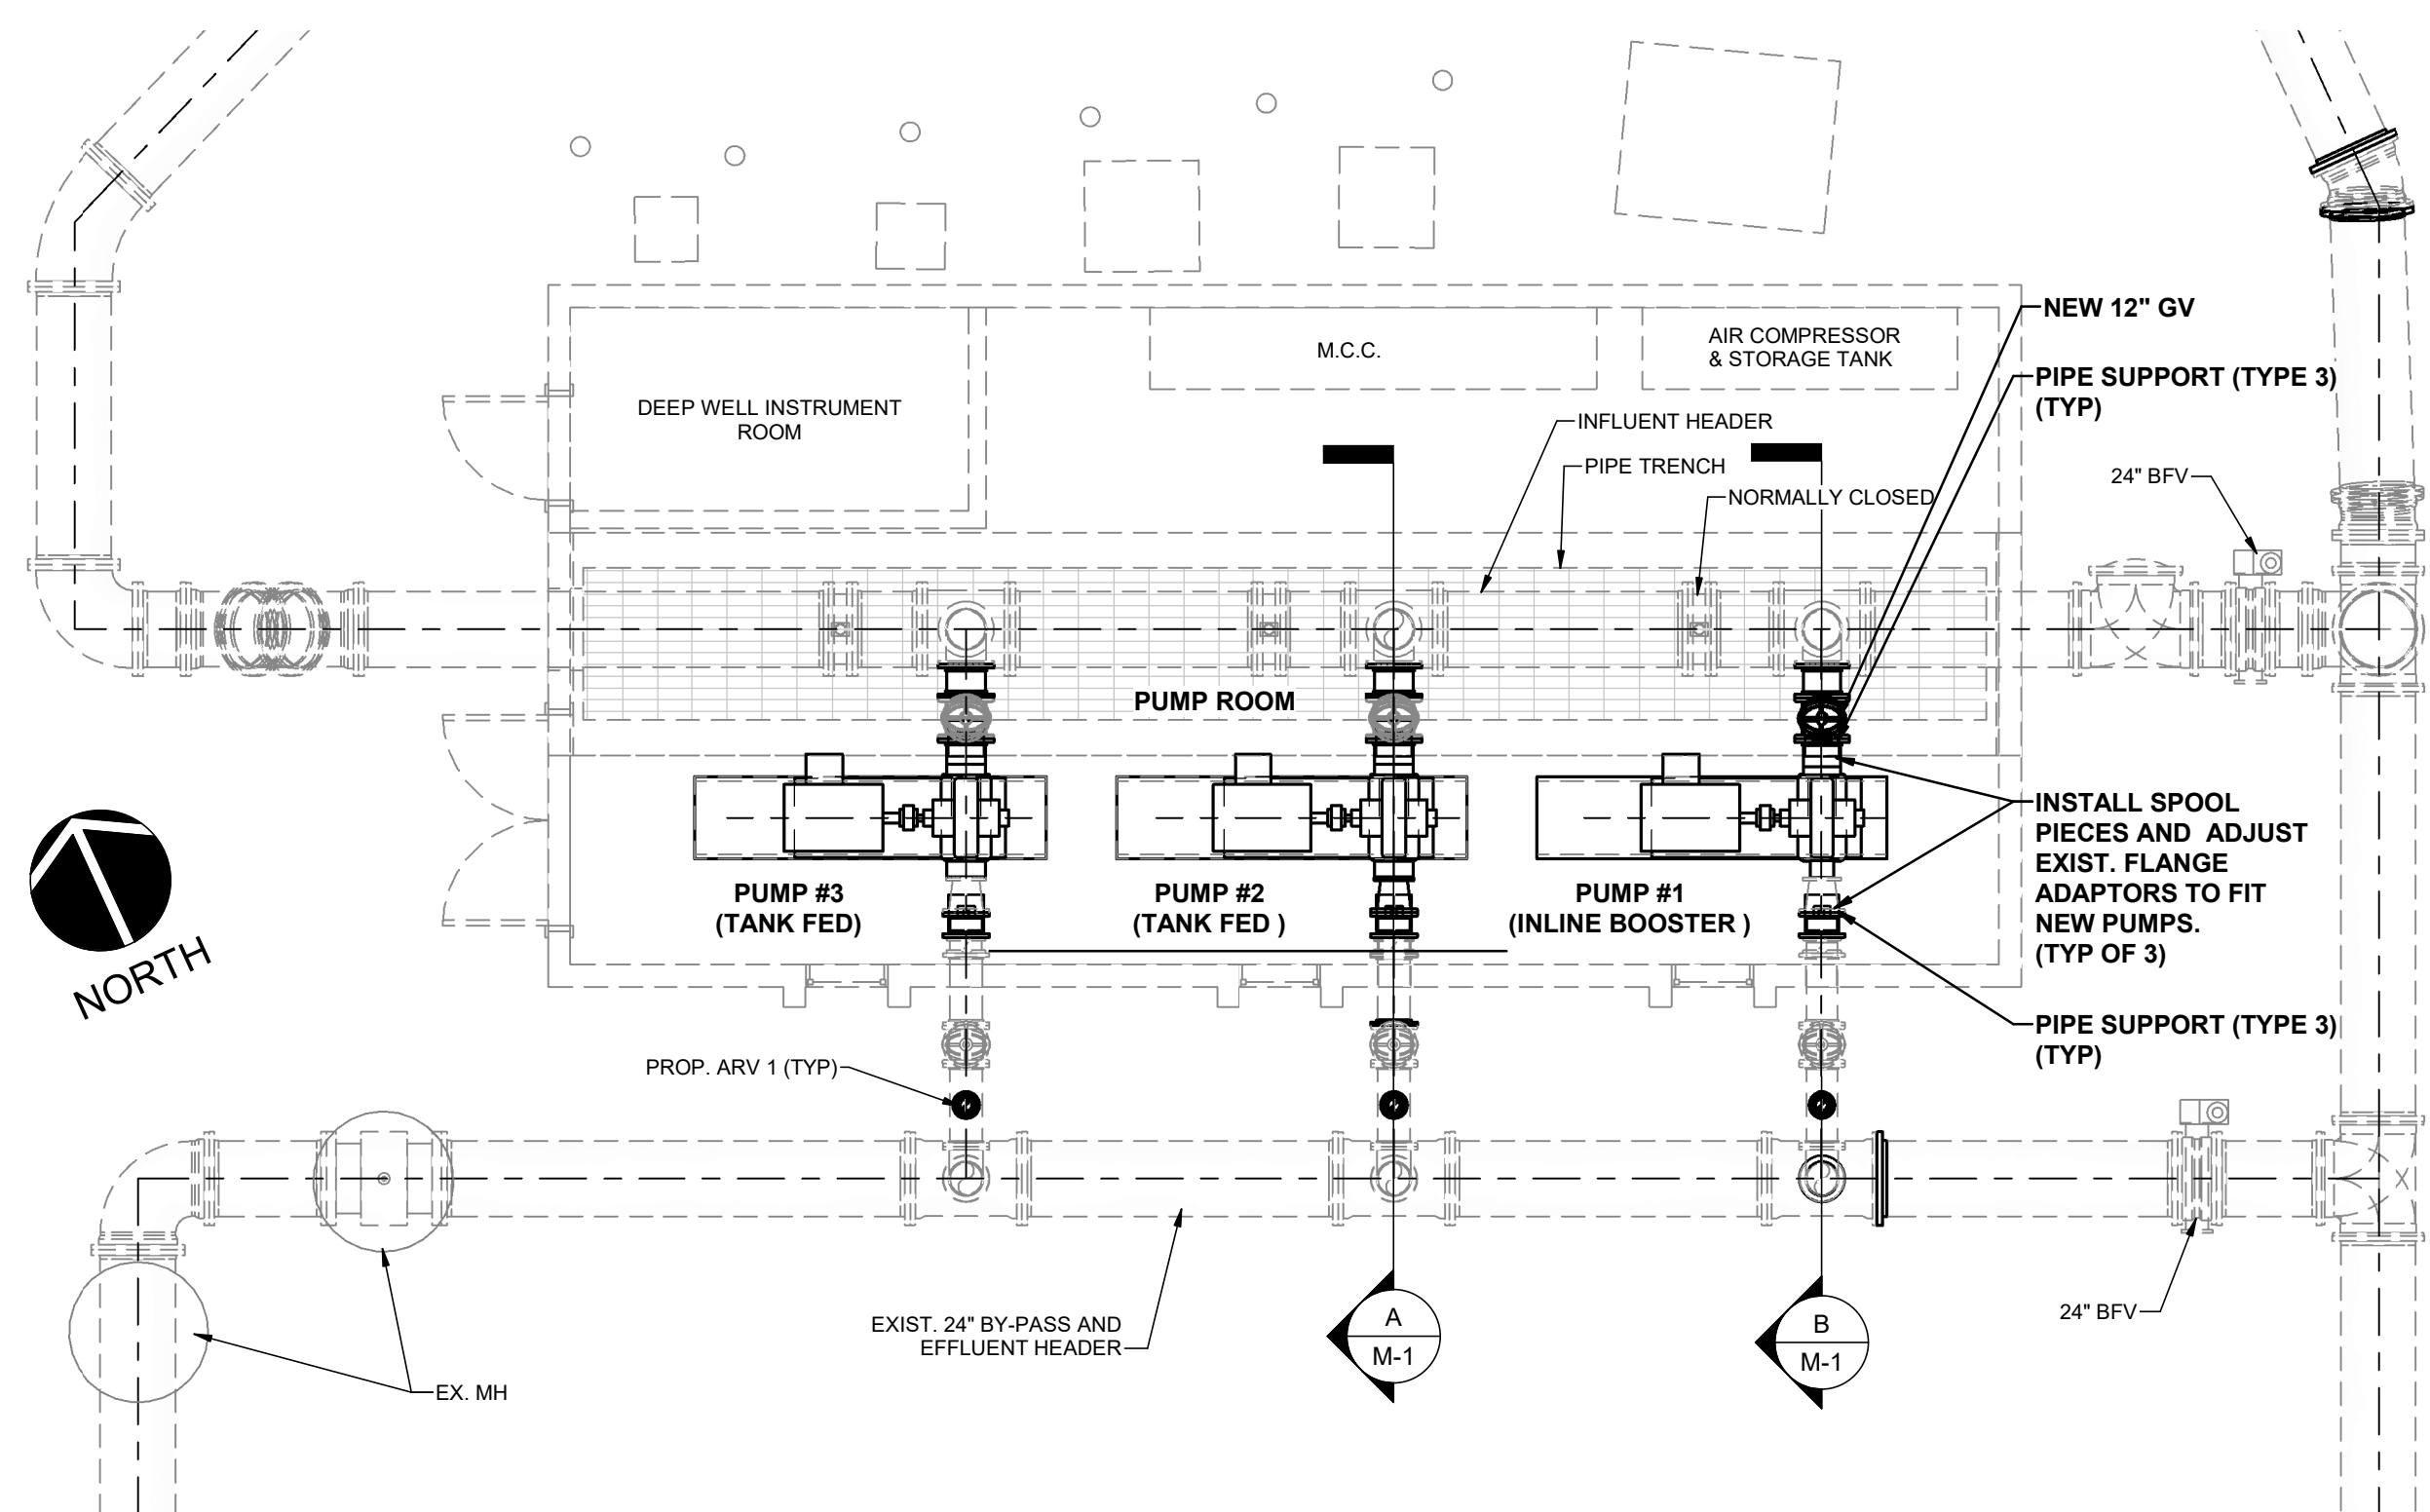 NEW 12" GV
AIR COMPRESSOR
& STORAGE TANK
M.C.C.
PIPE SUPPORT (TYPE 3)
(TYP)
DEEP WELL INSTRUMENT
ROOM
INFLUENT HEADER
PIPE TRENCH
24" BFV
NORMALLY CLOSED
PUMP ROOM
INSTALL SPOOL
PIECES AND ADJUST
EXIST. FLANGE
ADAPTORS TO FIT
NEW PUMPS.
(TYP OF 3)
PUMP #3
(TANK FED)
PUMP #2
(TANK FED )
PUMP #1
(INLINE BOOSTER )
NORTH
PIPE SUPPORT (TYPE 3)
(TYP)
PROP. ARV 1 (TYP)
EXIST. 24" BY-PASS AND
EFFLUENT HEADER
A
M-1
B
M-1
24" BFV
EX. MH